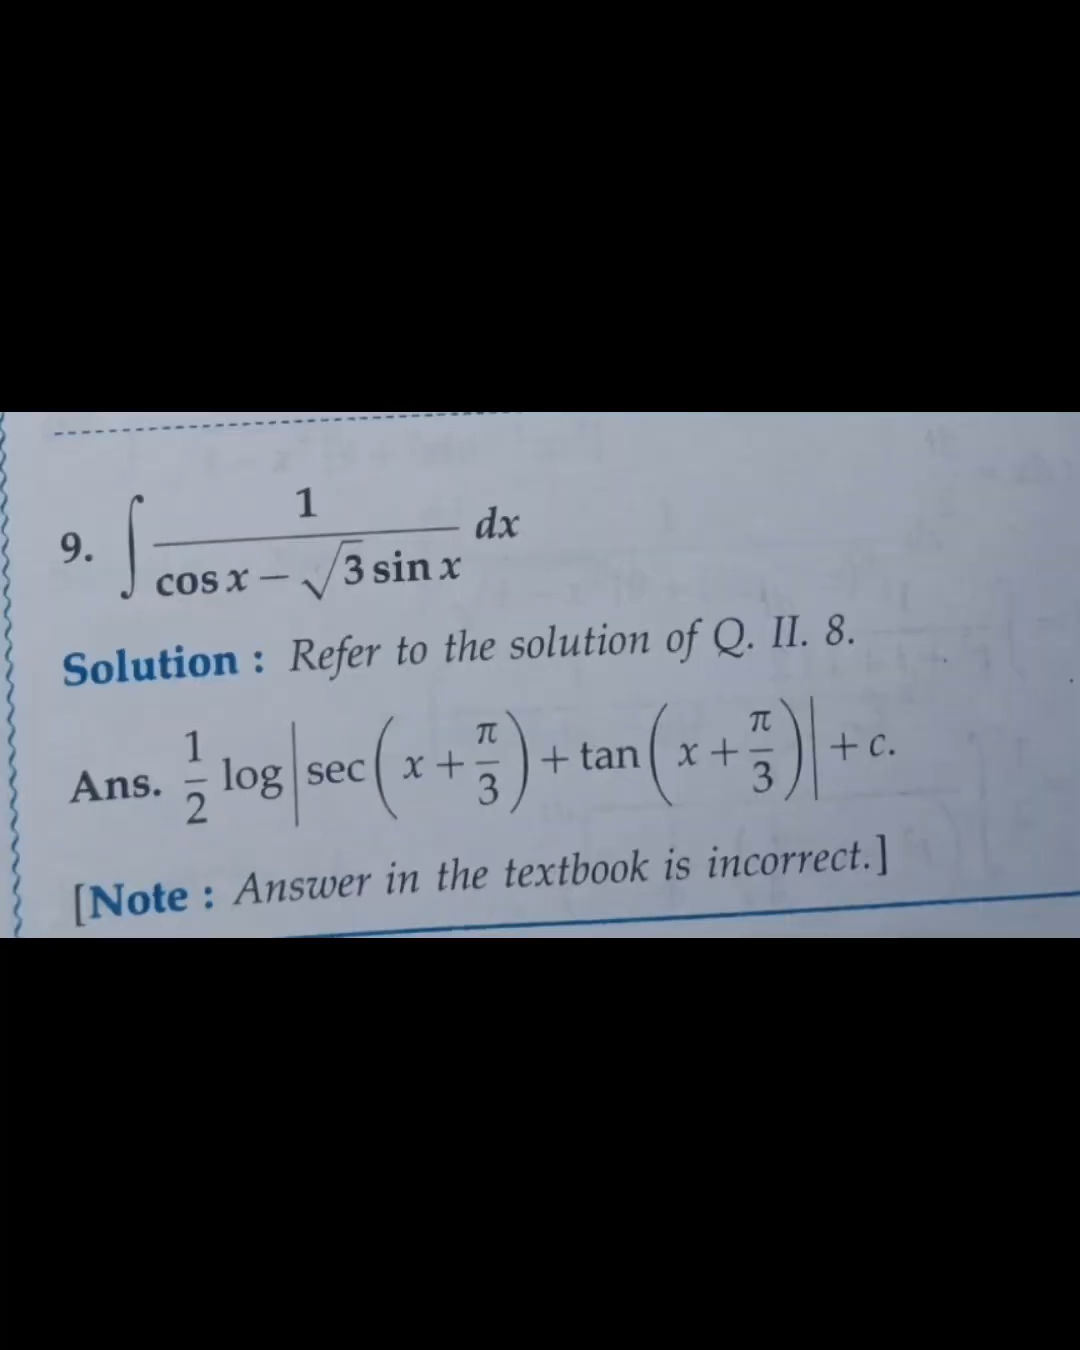 9. ∫ 1/(cos x − √3 sin x) dx
Solution : Refer to the solution of Q. II. 8.
Ans. 1/2 log | sec ( x + π/3 ) + tan ( x + π/3 ) | + c.
[Note : Answer in the textbook is incorrect.]